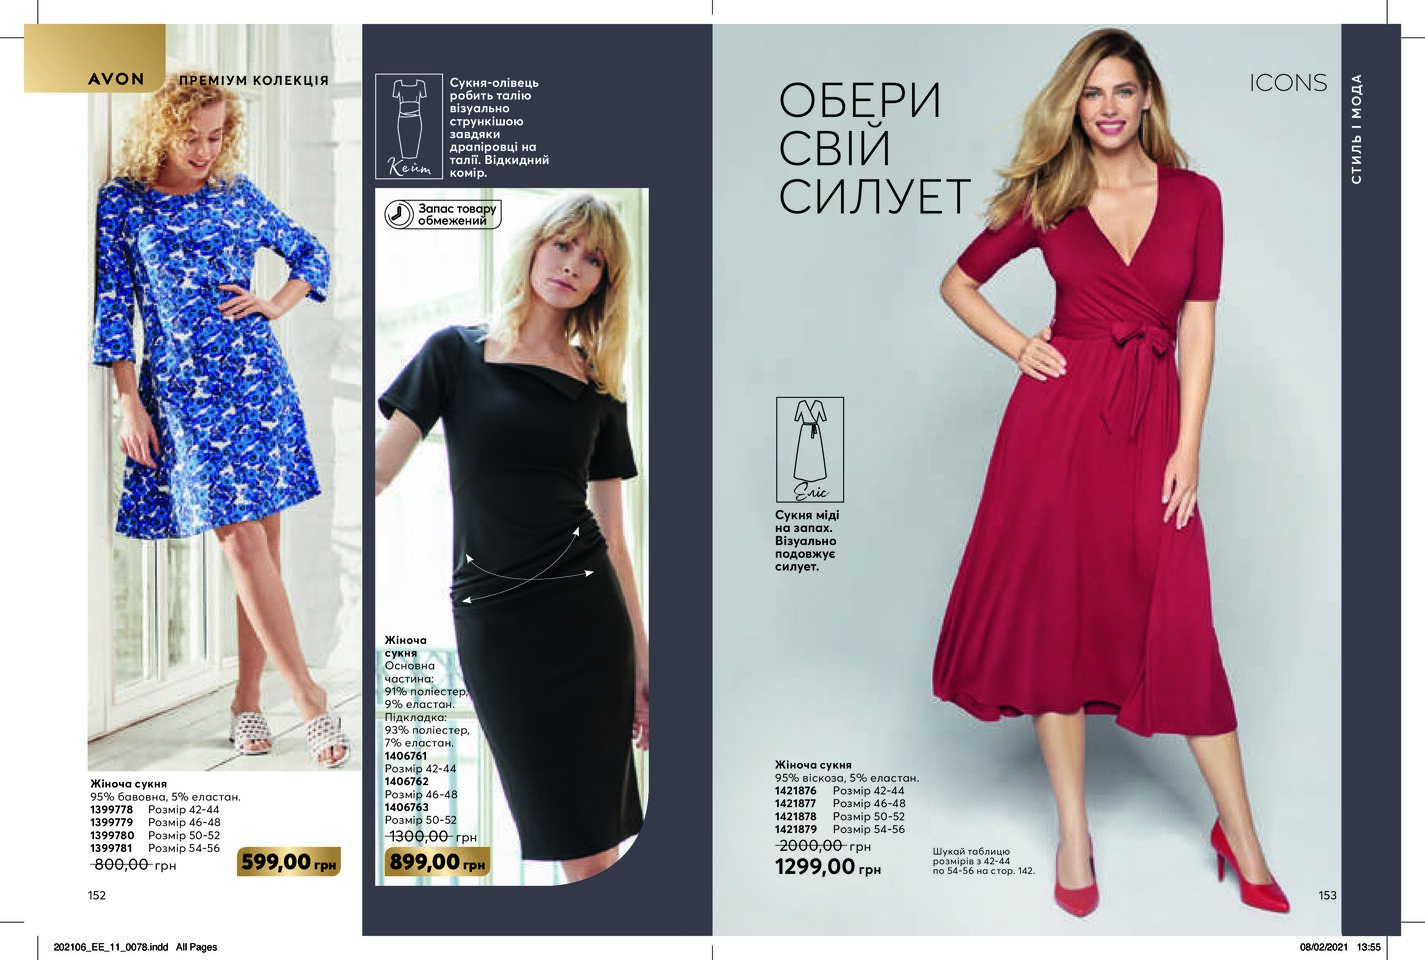 AVON
ПРЕМІУМ КОЛЕКЦІЯ
Жіноча сукня
95% бавовна, 5% еластан.
1399778 Розмір 42-44
1399779 Розмір 46-48
1399780 Розмір 50-52
1399781 Розмір 54-56
800,00 грн
599,00 грн
152
Кейт
Сукня-олівець
робить талію
візуально
стрункішою
завдяки
драпіровці на
талії. Відкидний
комір.
Запас товару
обмежений
Жіноча
сукня
Основна
частина:
91% поліестер,
9% еластан.
Підкладка:
93% поліестер,
7% еластан.
1406761
Розмір 42-44
1406762
Розмір 46-48
1406763
Розмір 50-52
1300,00 грн
899,00 грн
ОБЕРИ
СВІЙ
СИЛУЕТ
ICONS
СТИЛЬ І МОДА
Еліс
Сукня міді
на запах.
Візуально
подовжує
силует.
Жіноча сукня
95% віскоза, 5% еластан.
1421876 Розмір 42-44
1421877 Розмір 46-48
1421878 Розмір 50-52
1421879 Розмір 54-56
2000,00 грн
1299,00 грн
Шукай таблицю
розмірів з 42-44
по 54-56 на стор. 142.
153
202106_EE_11_0078.indd All Pages
08/02/2021 13:55